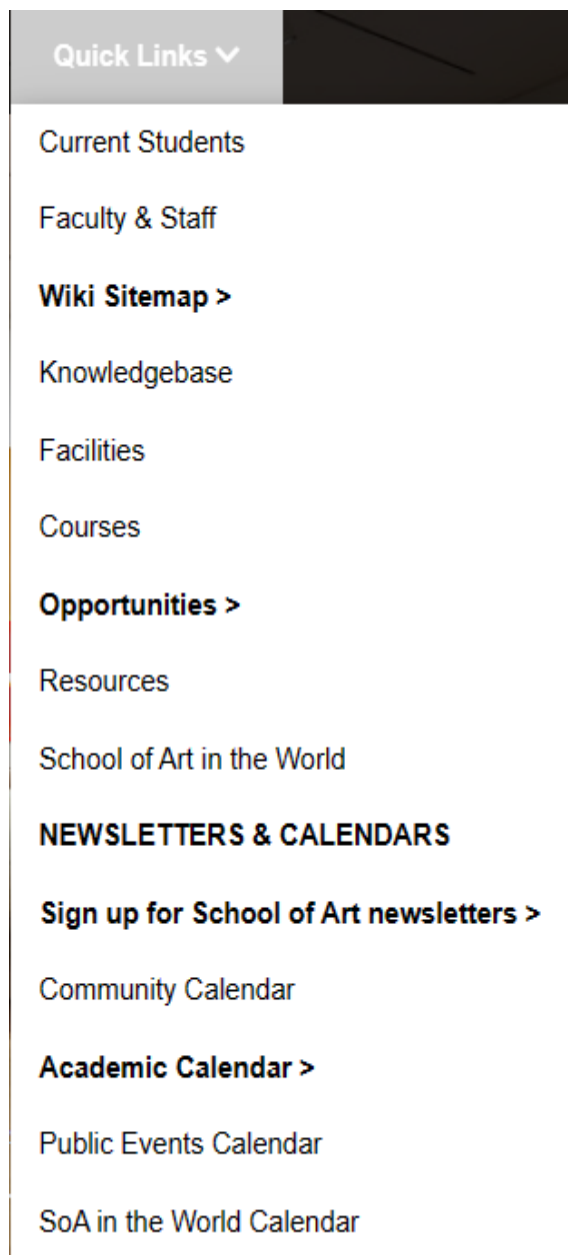 Quick Links
Current Students
Faculty & Staff
Wiki Sitemap >
Knowledgebase
Facilities
Courses
Opportunities >
Resources
School of Art in the World
NEWSLETTERS & CALENDARS
Sign up for School of Art newsletters >
Community Calendar
Academic Calendar >
Public Events Calendar
SoA in the World Calendar